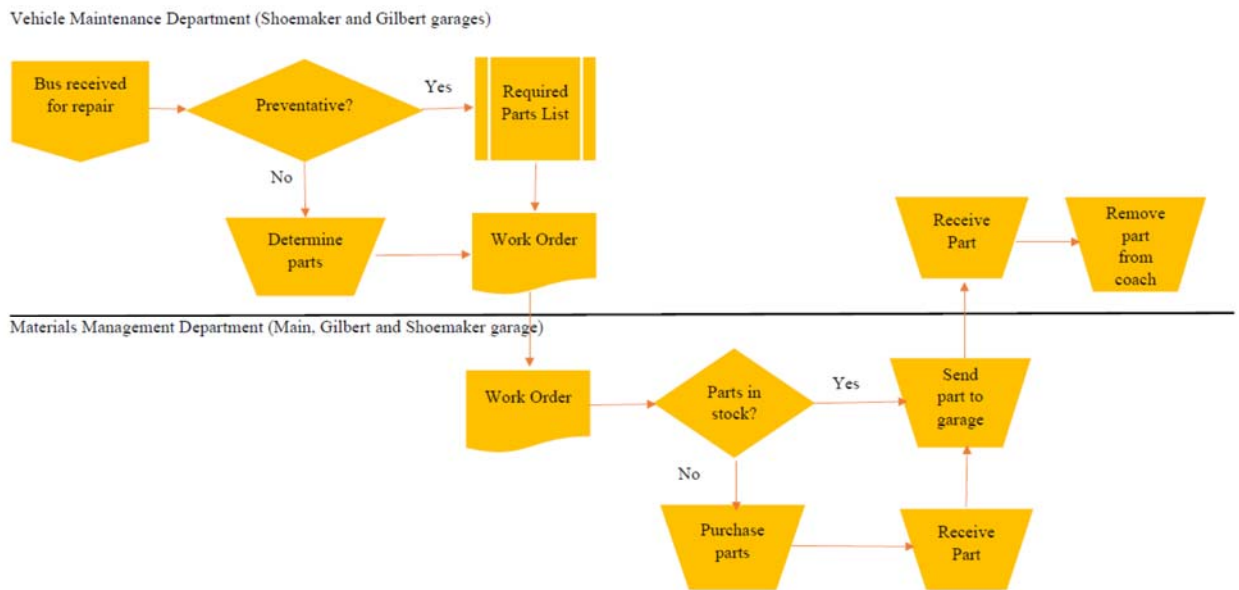 Vehicle Maintenance Department (Shoemaker and Gilbert garages)
Bus received
for repair
Preventative?
Yes
Required
Parts List
No
Determine
parts
Work Order
Receive
Part
Remove
part
from
coach
Materials Management Department (Main, Gilbert and Shoemaker garage)
Work Order
Parts in
stock?
Yes
Send
part to
garage
No
Purchase
parts
Receive
Part